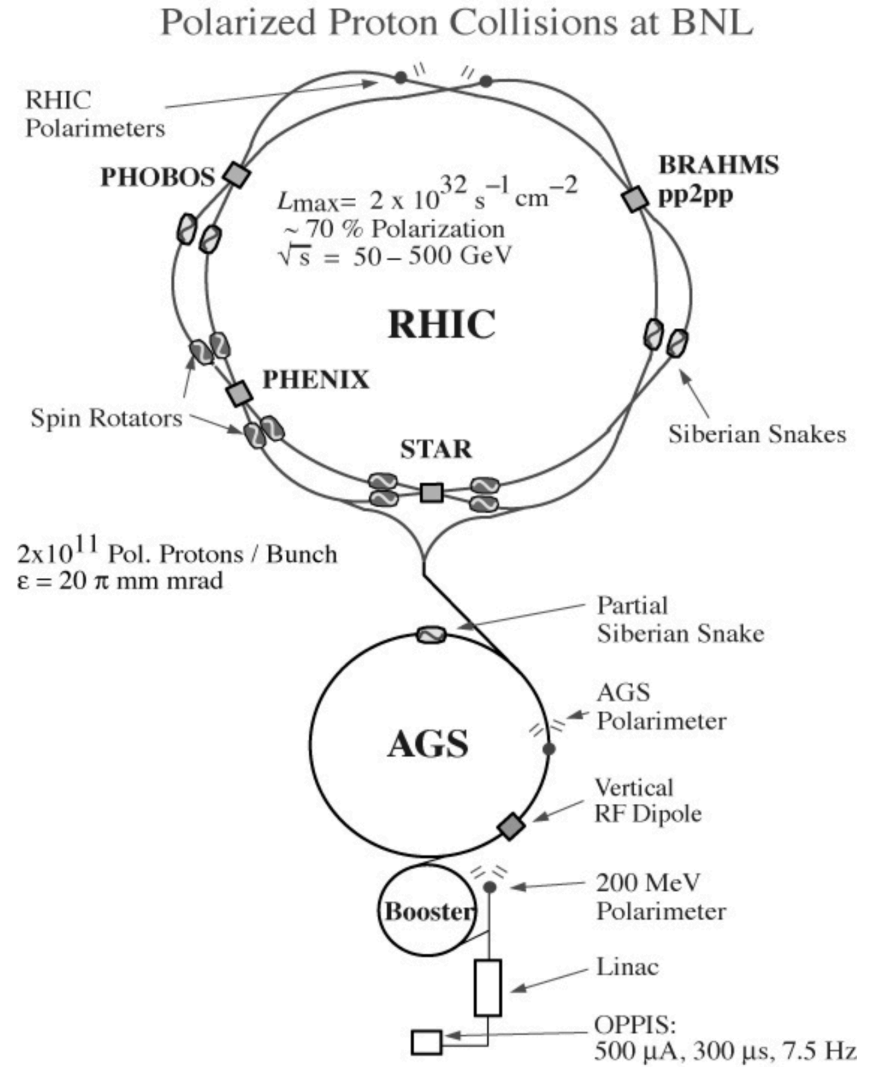 Polarized Proton Collisions at BNL
RHIC
Polarimeters
PHOBOS
BRAHMS
pp2pp
Lmax= 2 x 10^32 s^−1 cm^−2
~ 70 % Polarization
√s = 50 – 500 GeV
RHIC
PHENIX
Spin Rotators
Siberian Snakes
STAR
2x10^11 Pol. Protons / Bunch
ε = 20 π mm mrad
Partial
Siberian Snake
AGS
Polarimeter
AGS
Vertical
RF Dipole
200 MeV
Polarimeter
Booster
Linac
OPPIS:
500 μA, 300 μs, 7.5 Hz